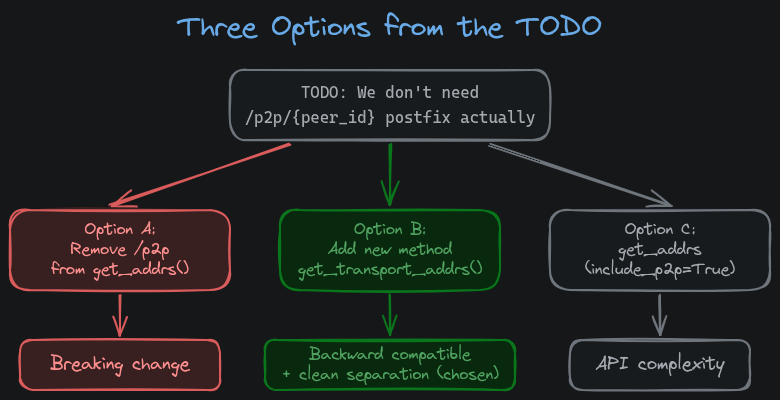 Three Options from the TODO
TODO: We don't need
/p2p/{peer_id} postfix actually
Option A:
Remove /p2p
from get_addrs()
Option B:
Add new method
get_transport_addrs()
Option C:
get_addrs
(include_p2p=True)
Breaking change
Backward compatible
+ clean separation (chosen)
API complexity